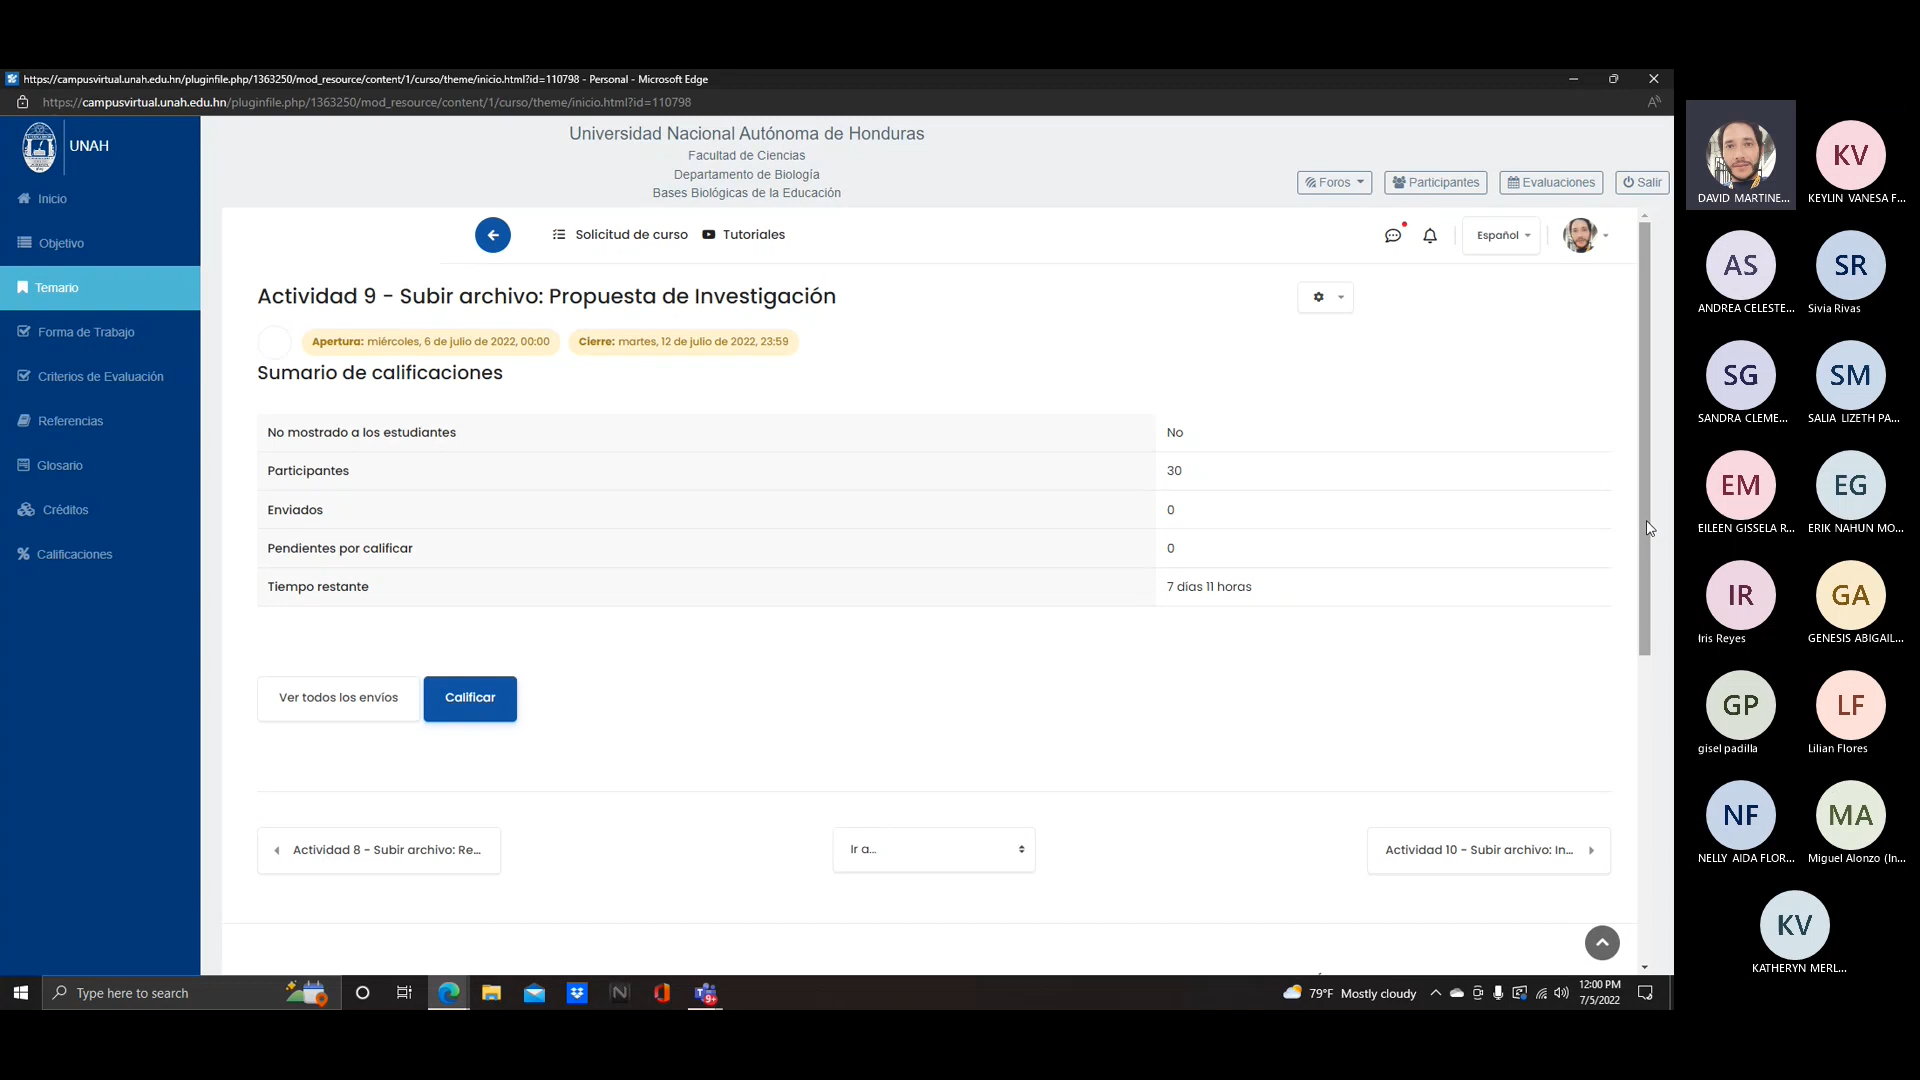 https://campusvirtual.unah.edu.hn/pluginfile.php/1363250/mod_resource/content/1/curso/theme/inicio.html?id=110798 - Personal - Microsoft Edge
https://campusvirtual.unah.edu.hn/pluginfile.php/1363250/mod_resource/content/1/curso/theme/inicio.html?id=110798
UNAH
Inicio
Objetivo
Temario
Forma de Trabajo
Criterios de Evaluación
Referencias
Glosario
Créditos
Calificaciones
Universidad Nacional Autónoma de Honduras
Facultad de Ciencias
Departamento de Biología
Bases Biológicas de la Educación
Foros Participantes Evaluaciones Salir
Solicitud de curso Tutoriales Español
Actividad 9 - Subir archivo: Propuesta de Investigación
Apertura: miércoles, 6 de julio de 2022, 00:00 Cierre: martes, 12 de julio de 2022, 23:59
Sumario de calificaciones
No mostrado a los estudiantes No
Participantes 30
Enviados 0
Pendientes por calificar 0
Tiempo restante 7 días 11 horas
Ver todos los envíos Calificar
Actividad 8 - Subir archivo: Re... Ir a... Actividad 10 - Subir archivo: In...
Type here to search
9+
79°F Mostly cloudy
12:00 PM
7/5/2022
DAVID MARTINE...
KV
KEYLIN VANESA F...
AS
ANDREA CELESTE...
SR
Sivia Rivas
SG
SANDRA CLEME...
SM
SALIA LIZETH PA...
EM
EILEEN GISSELA R...
EG
ERIK NAHUN MO...
IR
Iris Reyes
GA
GENESIS ABIGAIL...
GP
gisel padilla
LF
Lilian Flores
NF
NELLY AIDA FLOR...
MA
Miguel Alonzo (In...
KV
KATHERYN MERL...